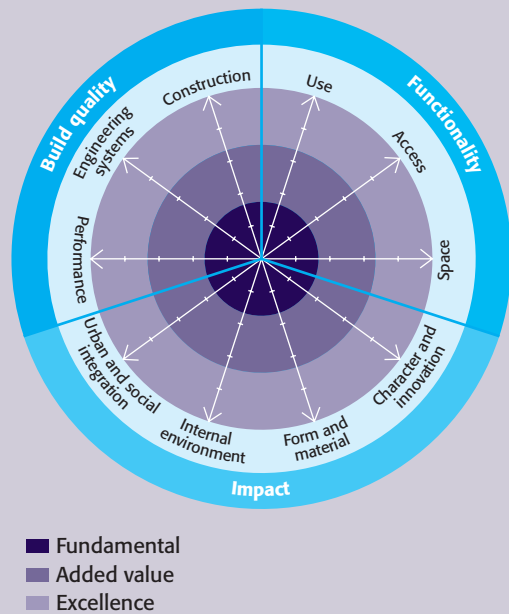 Build quality
Functionality
Impact
Construction
Engineering
systems
Performance
Use
Access
Space
Character and
innovation
Form and
material
Internal
environment
Urban and social
integration
Fundamental
Added value
Excellence